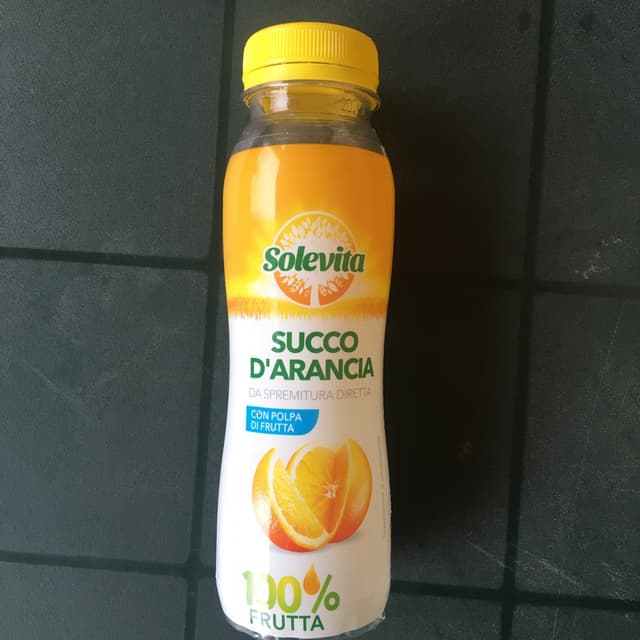 Solevita
SUCCO
D'ARANCIA
DA SPREMITURA DIRETTA
CON POLPA
DI FRUTTA
100%
FRUTTA